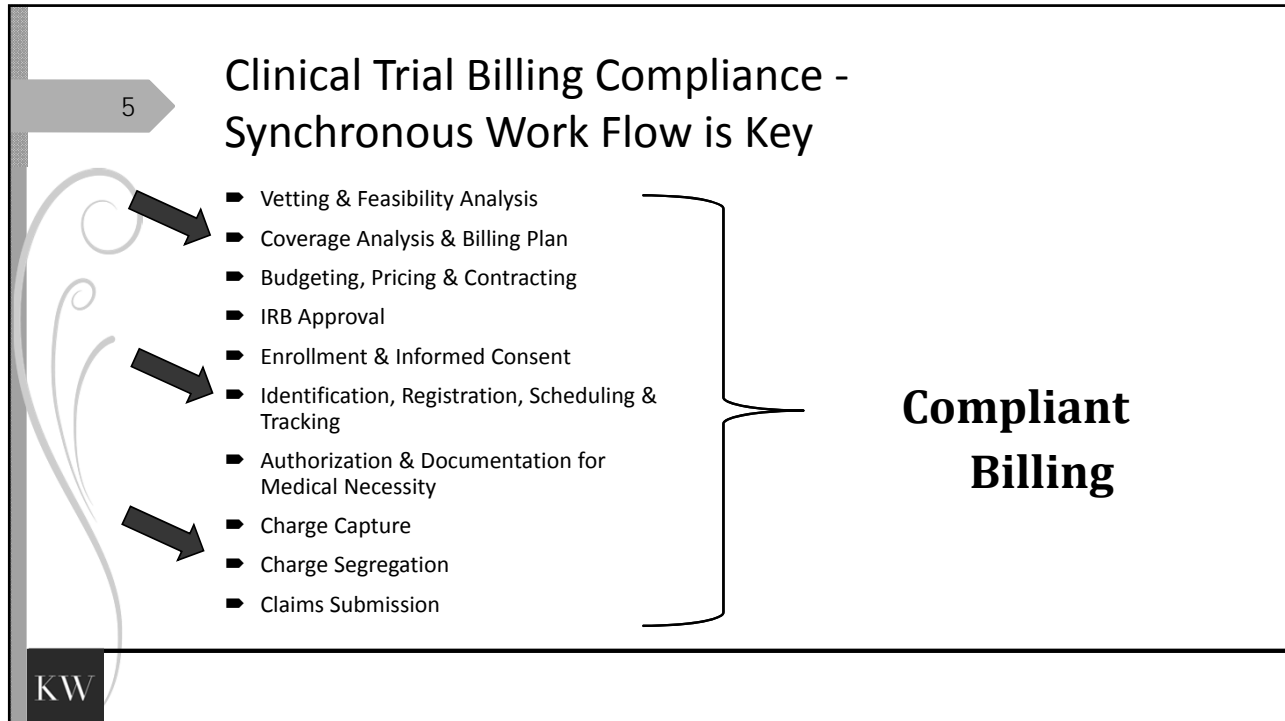 5
Clinical Trial Billing Compliance -
Synchronous Work Flow is Key
Vetting & Feasibility Analysis
Coverage Analysis & Billing Plan
Budgeting, Pricing & Contracting
IRB Approval
Enrollment & Informed Consent
Identification, Registration, Scheduling &
Tracking
Authorization & Documentation for
Medical Necessity
Charge Capture
Charge Segregation
Claims Submission
Compliant
Billing
KW